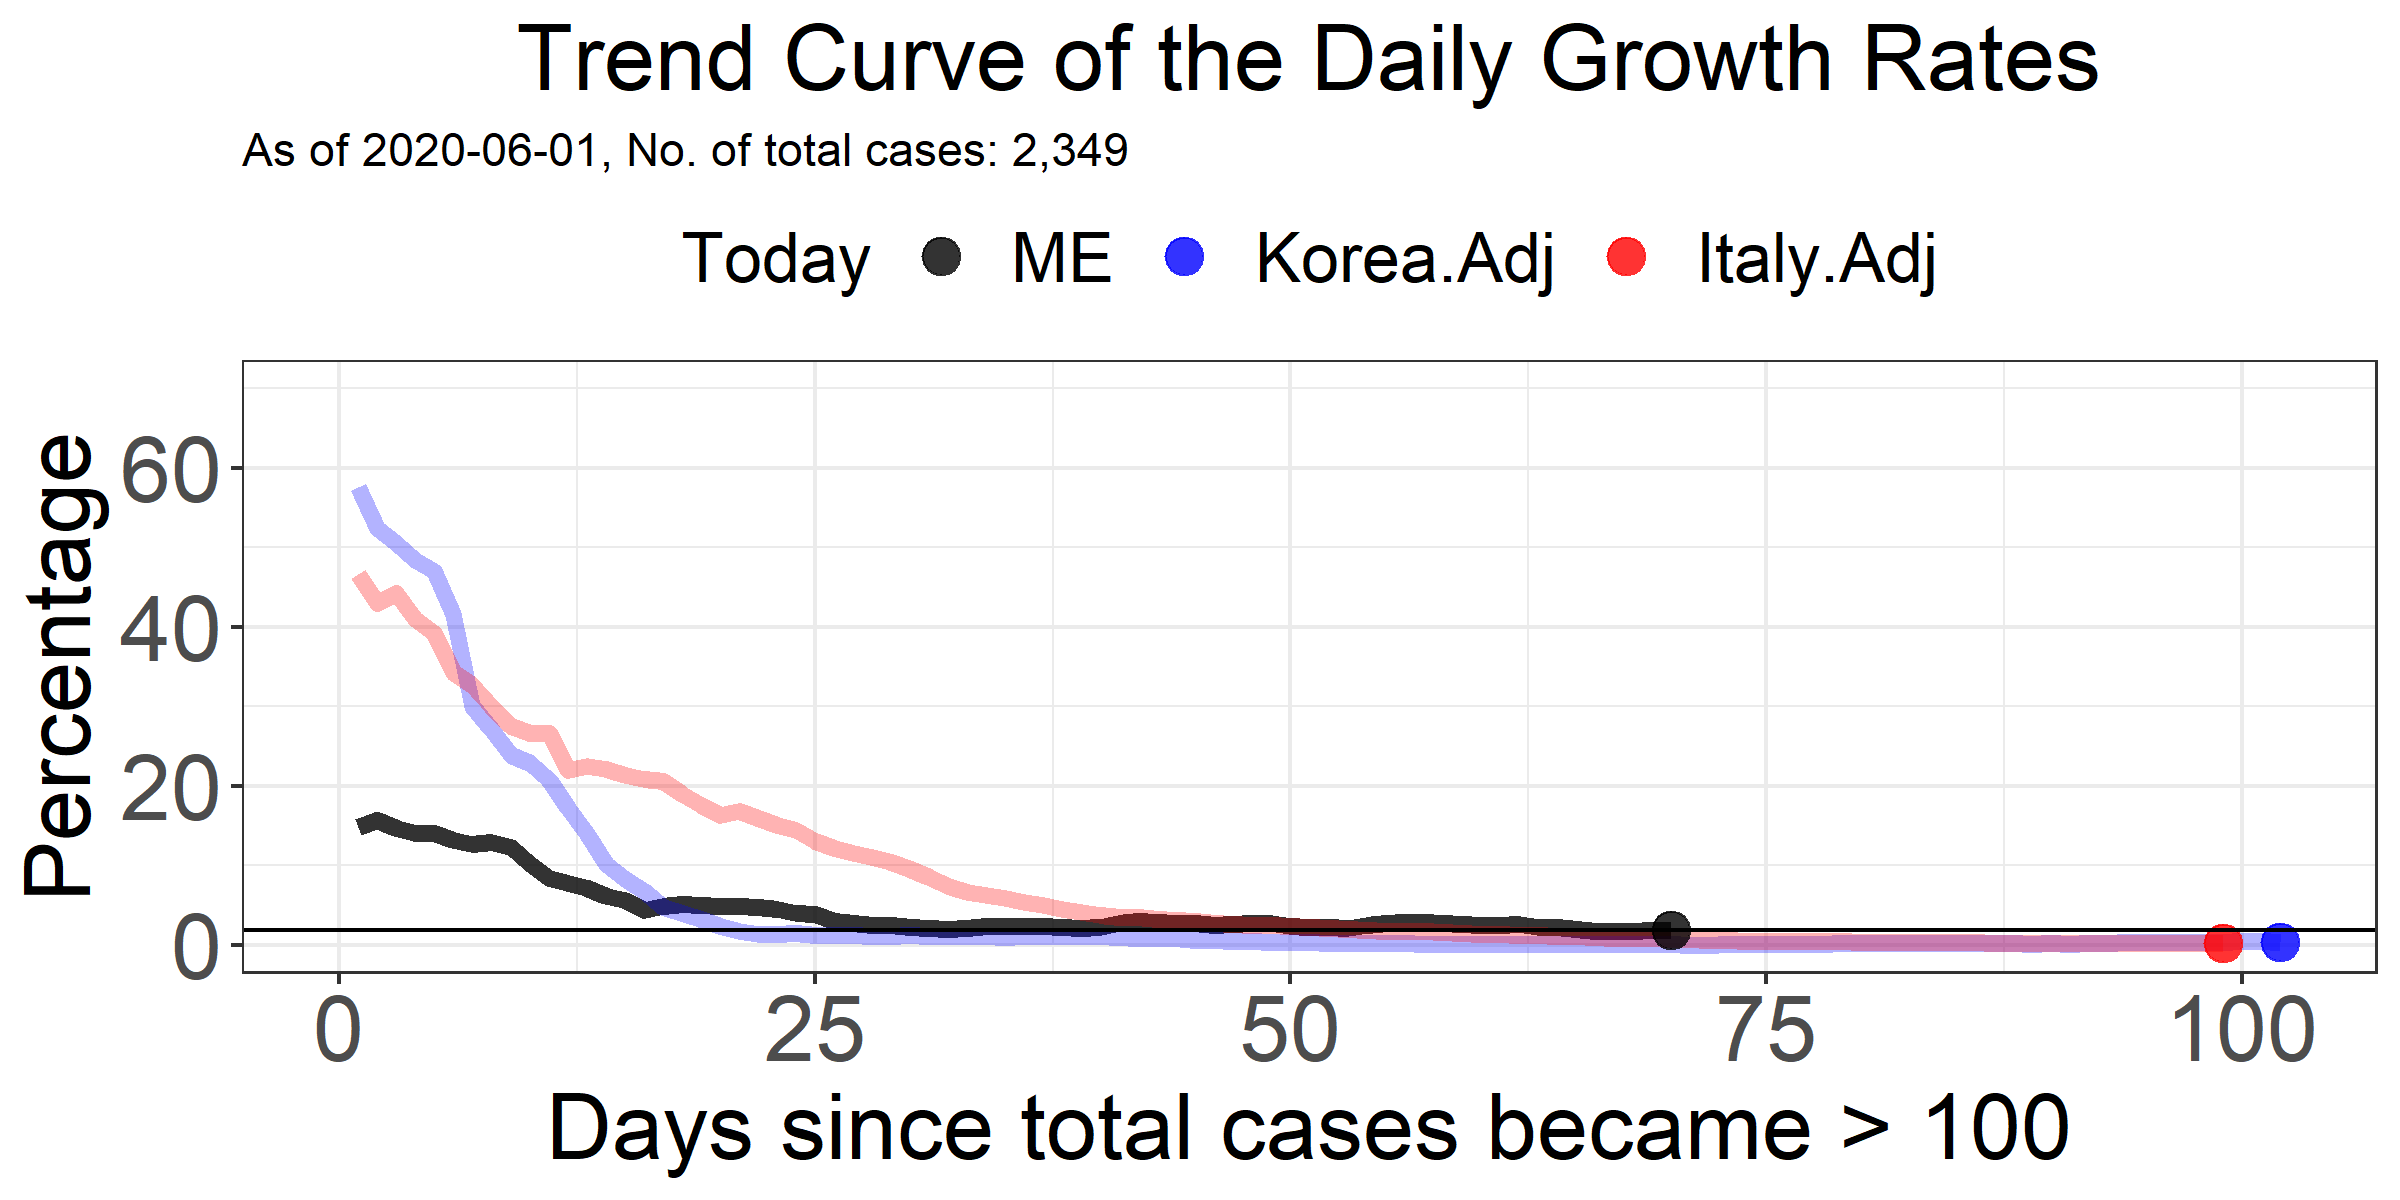 Trend Curve of the Daily Growth Rates
As of 2020-06-01, No. of total cases: 2,349
Today ME Korea.Adj Italy.Adj
Percentage
60
40
20
0
0 25 50 75 100
Days since total cases became > 100